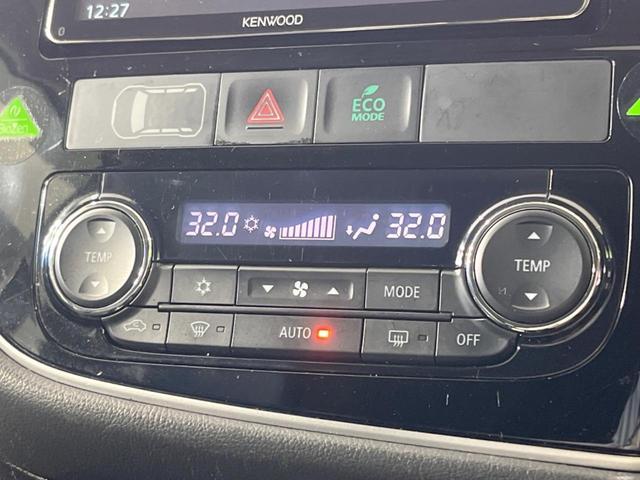 12:27
KENWOOD
ECO
MODE
32.0 32.0
TEMP
TEMP
MODE
AUTO
OFF